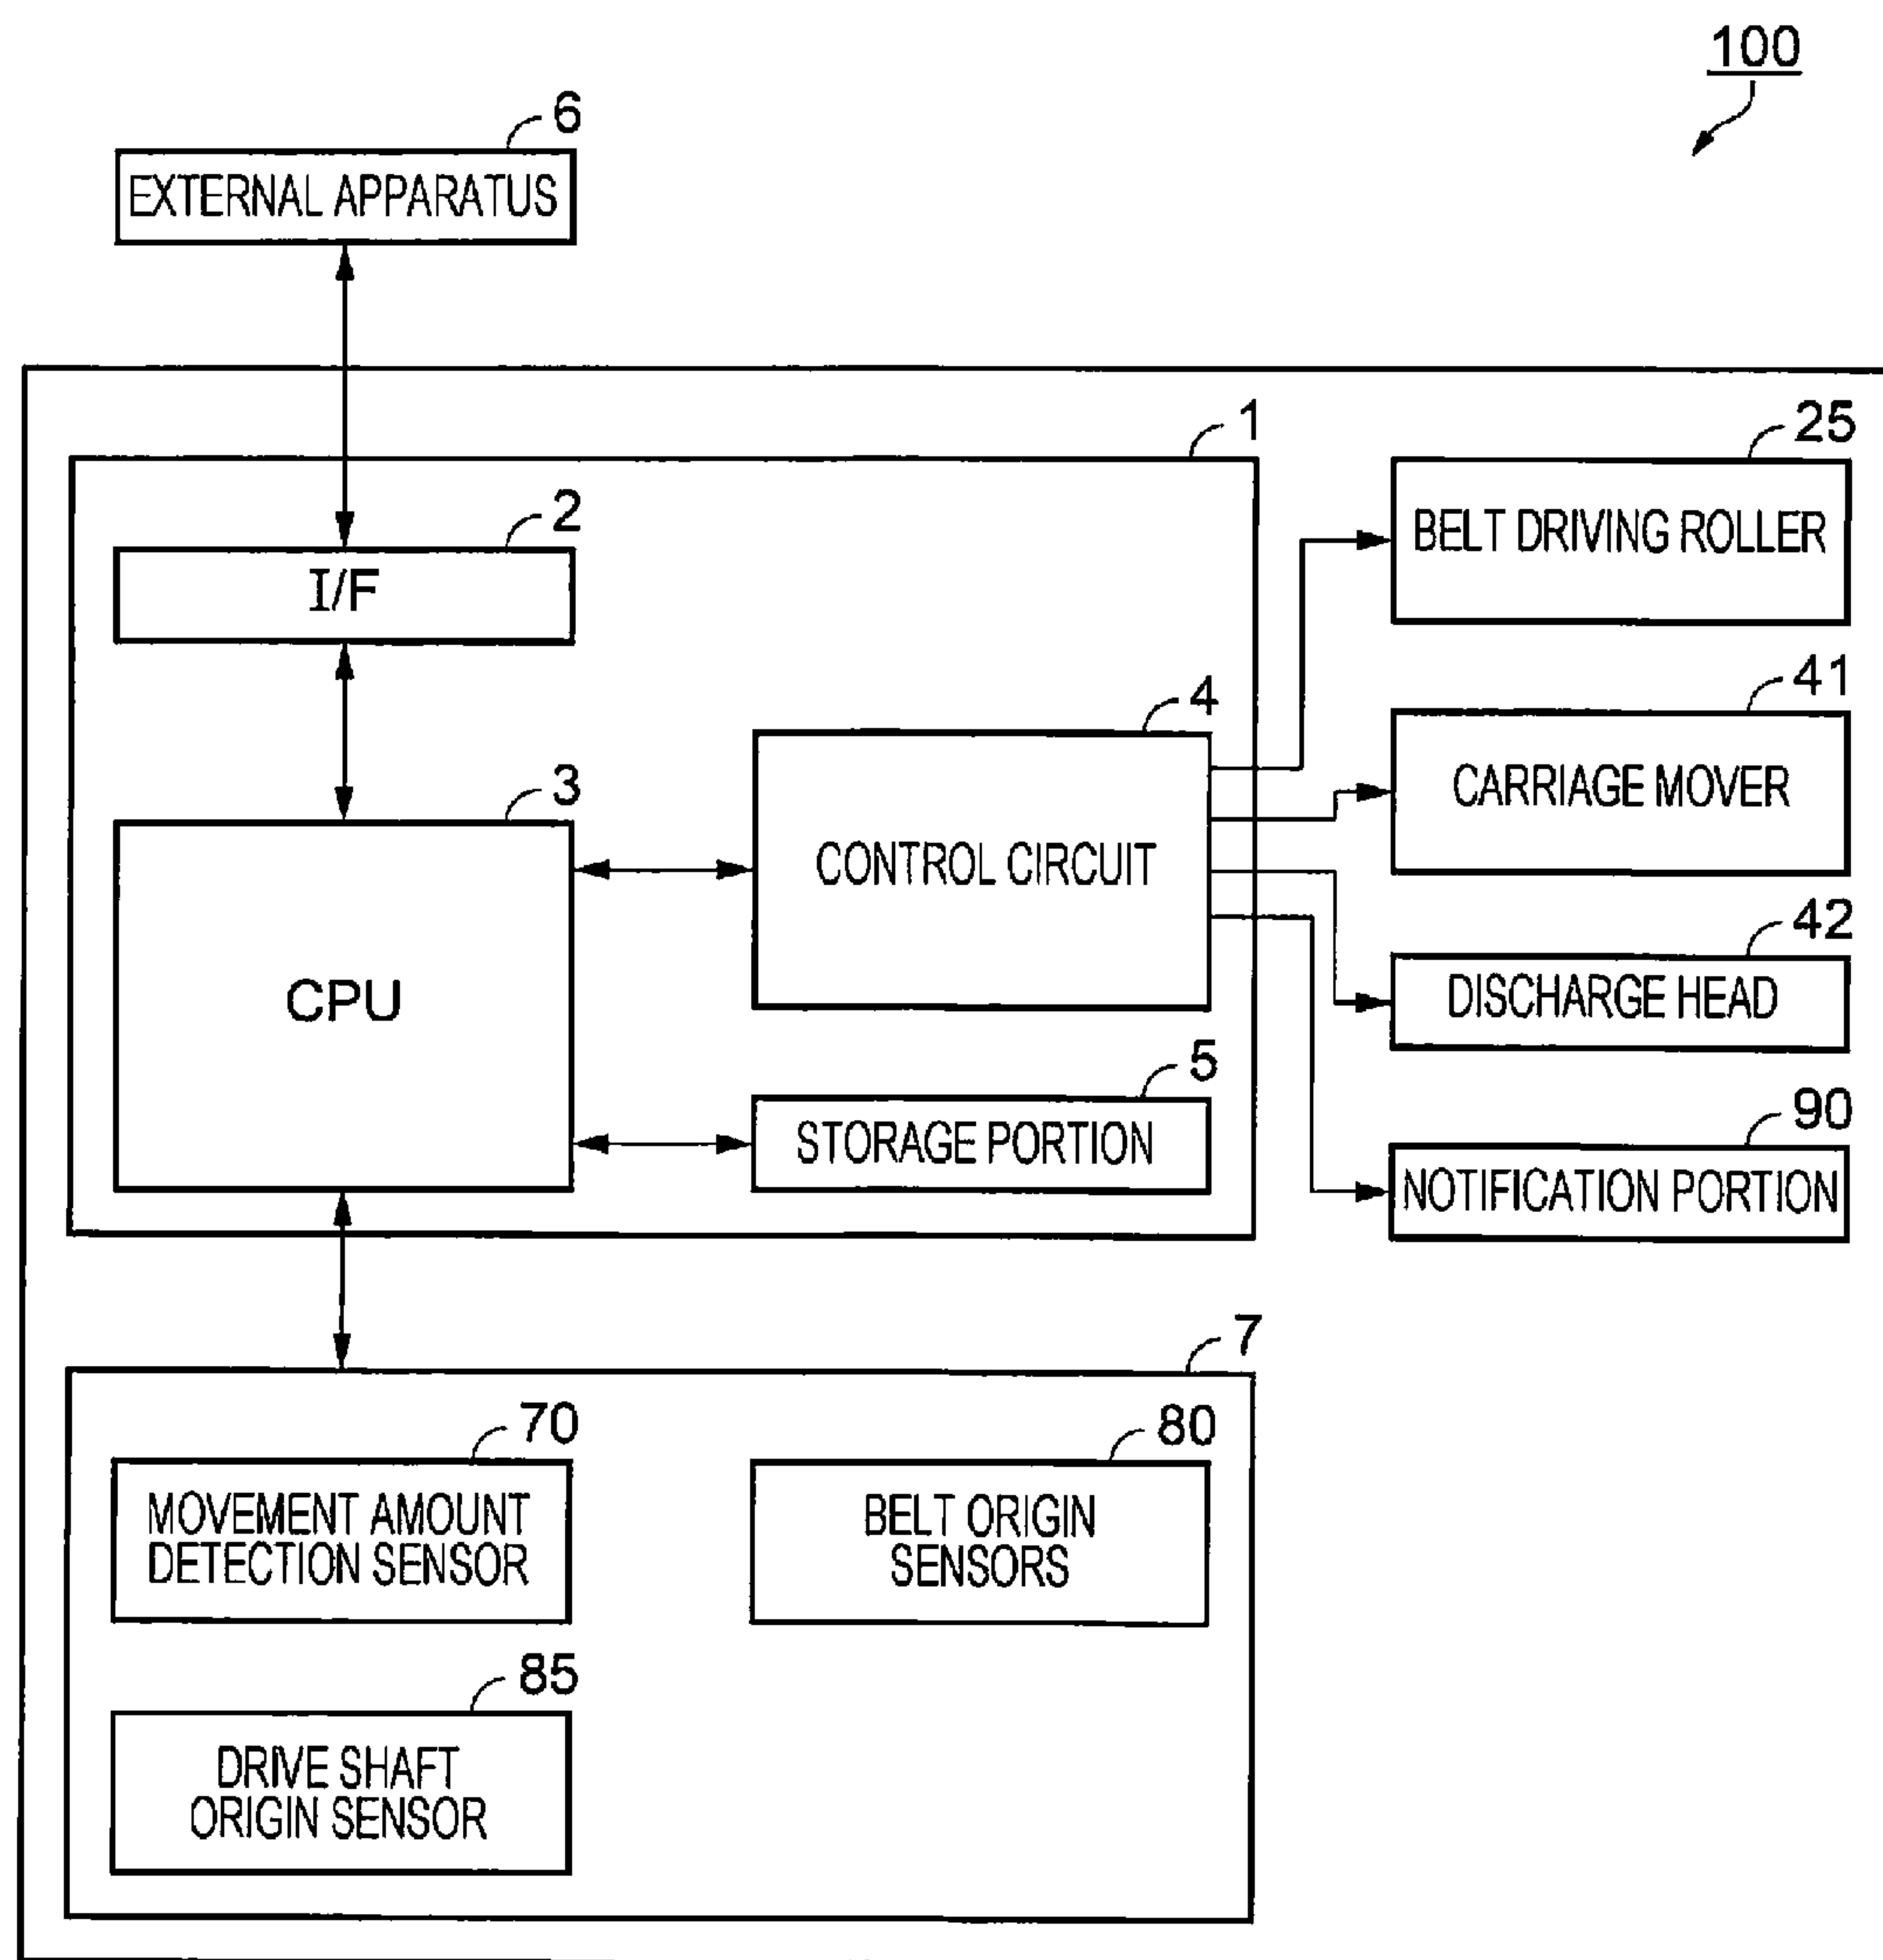 100
6
EXTERNAL APPARATUS
1
25
2
I/F
BELT DRIVING ROLLER
41
4
CARRIAGE MOVER
3
CONTROL CIRCUIT
CPU
42
DISCHARGE HEAD
5
STORAGE PORTION
90
NOTIFICATION PORTION
7
70
MOVEMENT AMOUNT
DETECTION SENSOR
80
BELT ORIGIN
SENSORS
85
DRIVE SHAFT
ORIGIN SENSOR